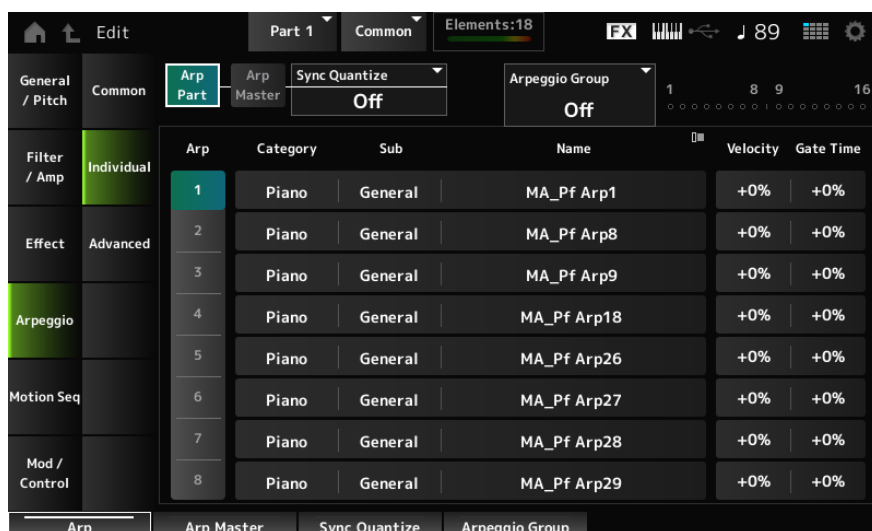 Edit
Part 1
Common
Elements:18
FX
89
General
/ Pitch
Filter
/ Amp
Effect
Arpeggio
Motion Seq
Mod /
Control
Common
Individual
Advanced
Arp
Part
Arp
Master
Sync Quantize
Off
Arpeggio Group
Off
1 8 9 16
Arp Category Sub Name Velocity Gate Time
1 Piano General MA_Pf Arp1 +0% +0%
2 Piano General MA_Pf Arp8 +0% +0%
3 Piano General MA_Pf Arp9 +0% +0%
4 Piano General MA_Pf Arp18 +0% +0%
5 Piano General MA_Pf Arp26 +0% +0%
6 Piano General MA_Pf Arp27 +0% +0%
7 Piano General MA_Pf Arp28 +0% +0%
8 Piano General MA_Pf Arp29 +0% +0%
Arp Arp Master Sync Quantize Arpeggio Group